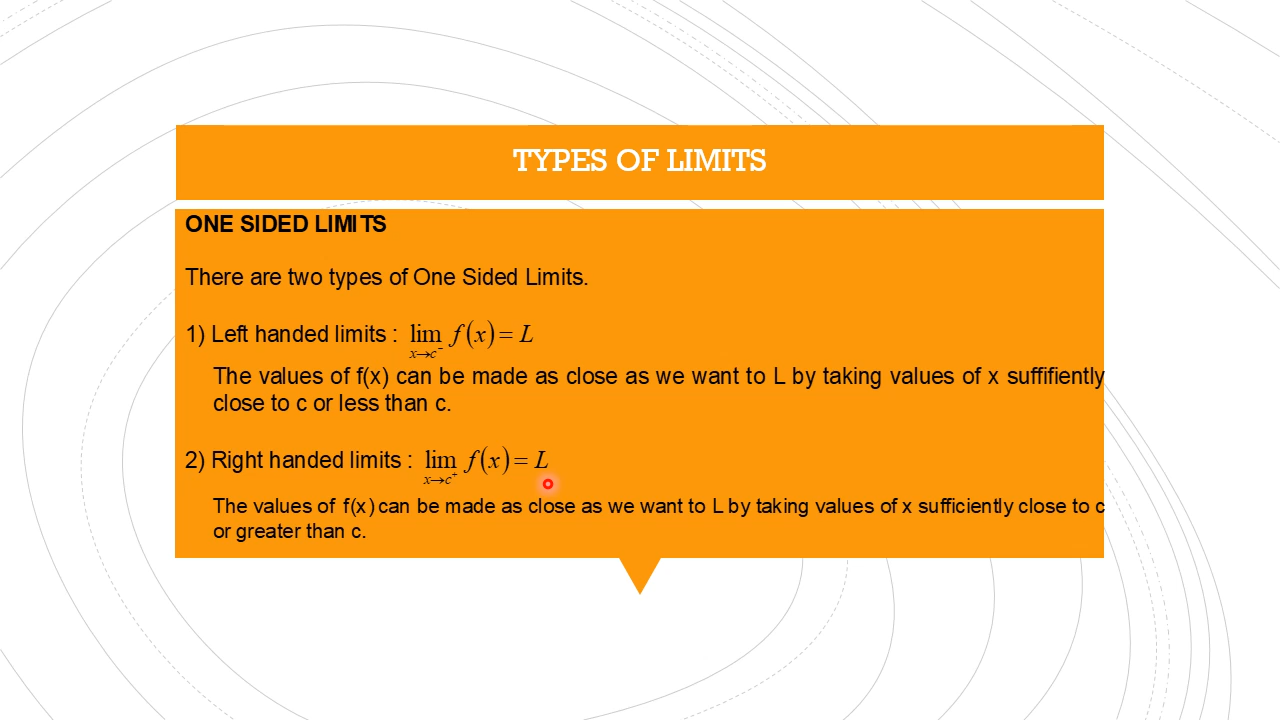 TYPES OF LIMITS
ONE SIDED LIMITS
There are two types of One Sided Limits.
1) Left handed limits : lim x→c⁻ f(x) = L
The values of f(x) can be made as close as we want to L by taking values of x suffifiently
close to c or less than c.
2) Right handed limits : lim x→c⁺ f(x) = L
The values of f(x) can be made as close as we want to L by taking values of x sufficiently close to c
or greater than c.